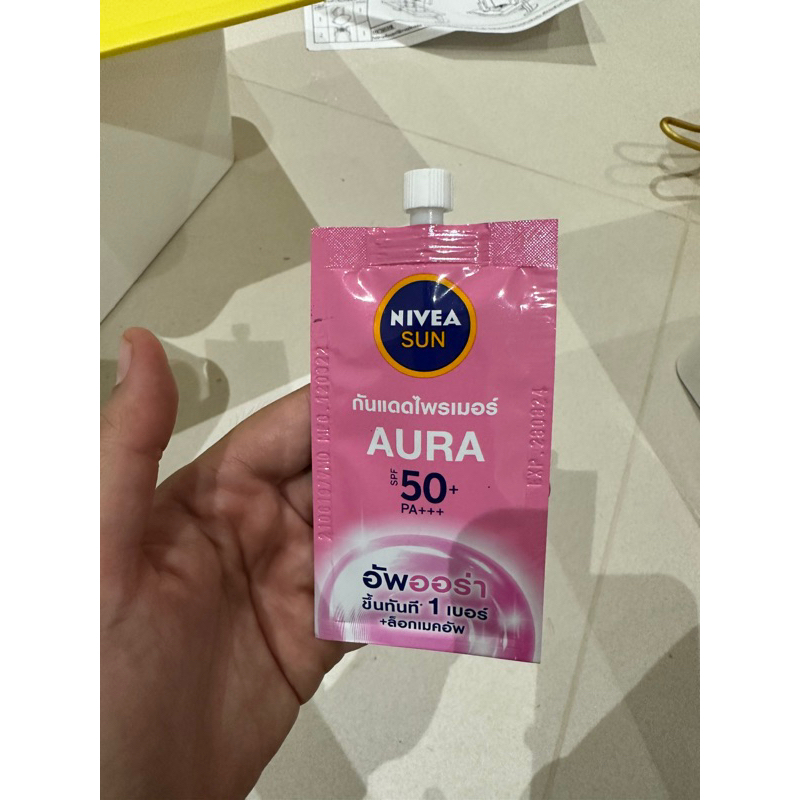 NIVEA
SUN
กันแดดไพรเมอร์
AURA
SPF
50+
PA+++
อัพออร่า
ขึ้นทันที* 1 เบอร์
+ล็อกเมคอัพ